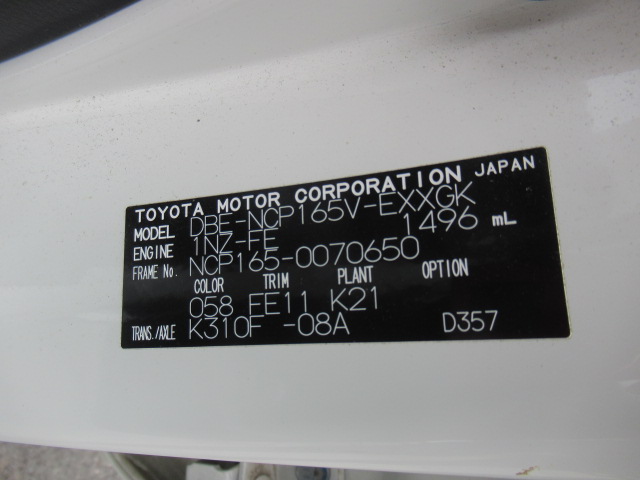 TOYOTA MOTOR CORPORATION JAPAN
MODEL DBE-NCP165V-EXXGK
ENGINE 1NZ-FE 1496 mL
FRAME No. NCP165-0070650
COLOR TRIM PLANT OPTION
058 EE11 K21
TRANS./AXLE K310F -08A D357